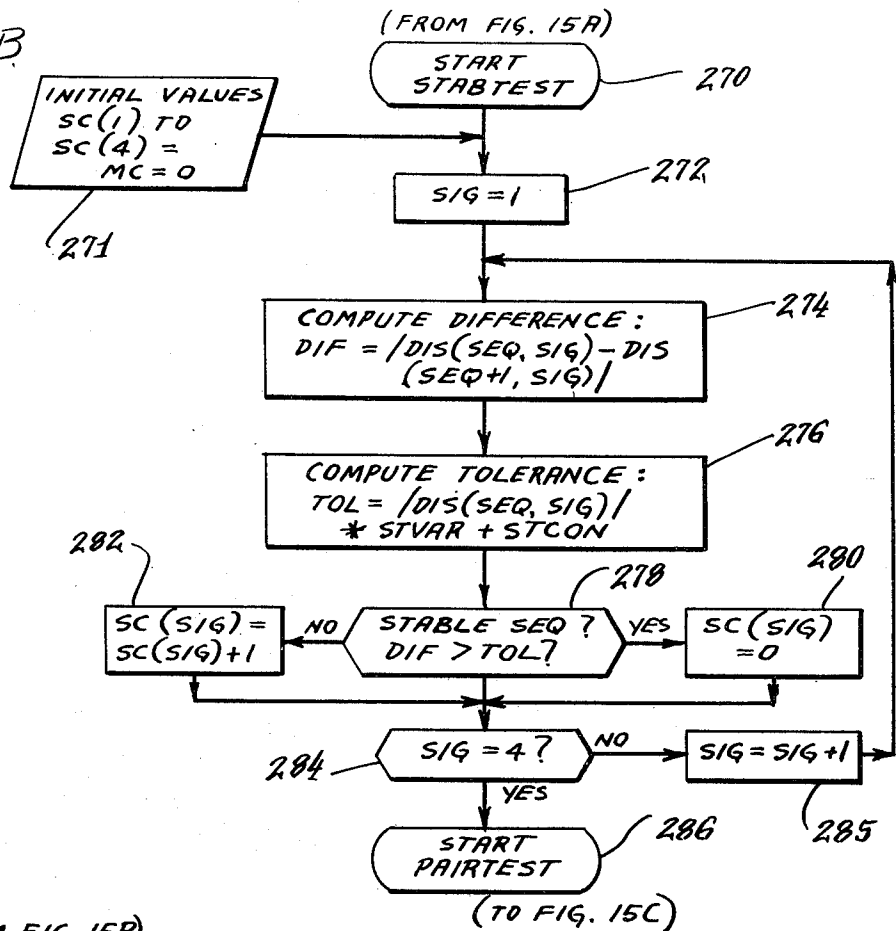 B
(FROM FIG. 15A)
START
STABTEST
270
INITIAL VALUES
SC(1) TO
SC(4) =
MC = 0
271
SIG = 1
272
COMPUTE DIFFERENCE:
DIF = /DIS(SEQ, SIG) - DIS
(SEQ+1, SIG)/
274
COMPUTE TOLERANCE:
TOL = /DIS(SEQ, SIG)/
* STVAR + STCON
276
282
278
280
SC(SIG) =
SC(SIG)+1
NO
STABLE SEQ ?
DIF > TOL?
YES
SC(SIG)
=0
284
SIG = 4 ?
NO
SIG = SIG +1
285
YES
START
PAIRTEST
286
(TO FIG. 15C)
FIG. 15B)